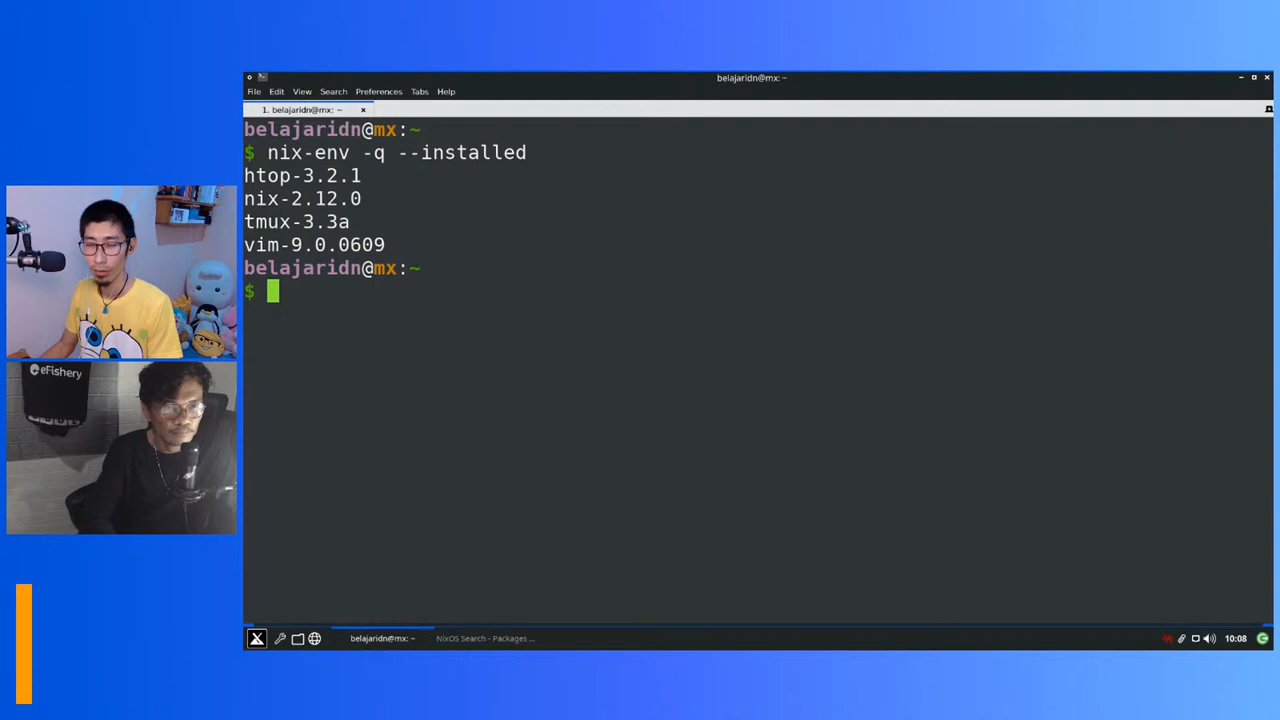 belajaridn@mx: ~
File Edit View Search Preferences Tabs Help
1. belajaridn@mx: ~ x
belajaridn@mx:~
$ nix-env -q --installed
htop-3.2.1
nix-2.12.0
tmux-3.3a
vim-9.0.0609
belajaridn@mx:~
$
eFishery
belajaridn@mx: ~ NixOS Search - Packages ... 10:08